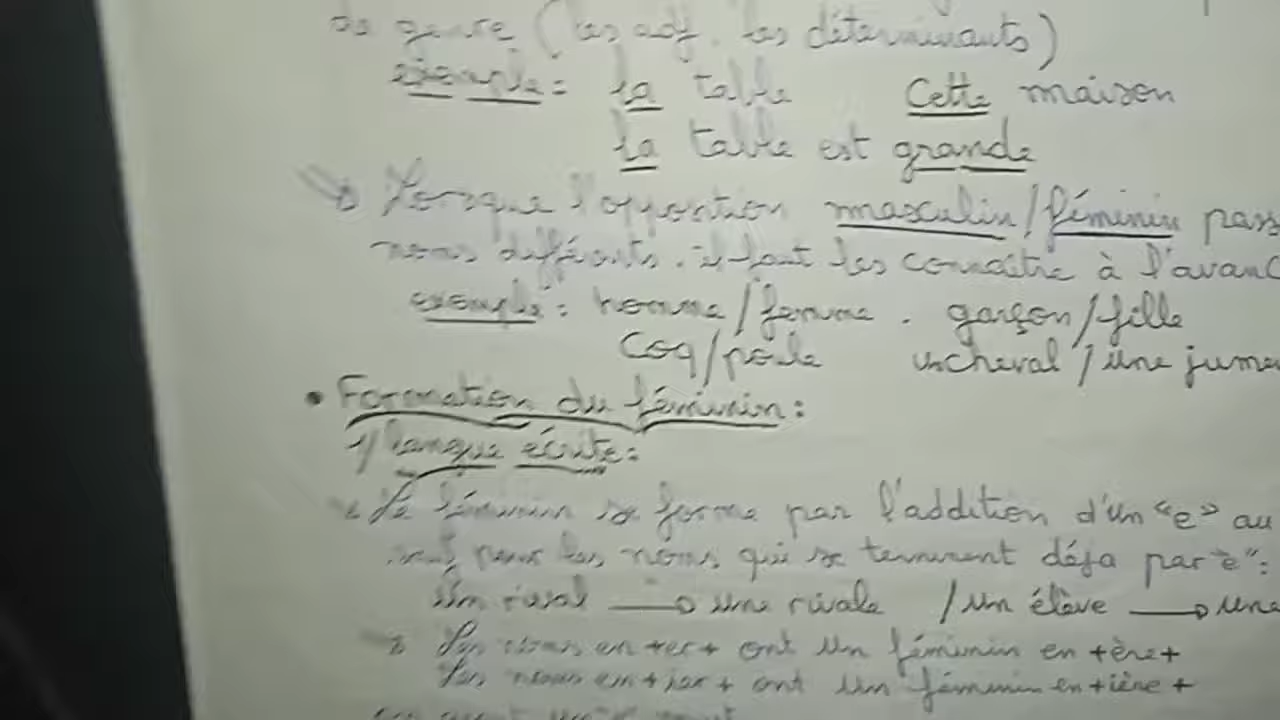 de genre (les adj. les déterminants)
exemple : la table Cette maison
la table est grande
Lorsque l'opposition masculin/féminin pass
noms différents. il faut les connaître à l'avanc
exemple : homme/femme. garçon/fille
Coq/poule un cheval / une jume
• Formation du féminin :
1/ langue écrite :
Le féminin se forme par l'addition d'un "e" au
sauf pour les noms qui se terminent déja par "e" :
Un rival → une rivale / un élève → une
Les noms en +er+ ont un féminin en +ère+
Les noms en +ier+ ont un féminin en +ière+